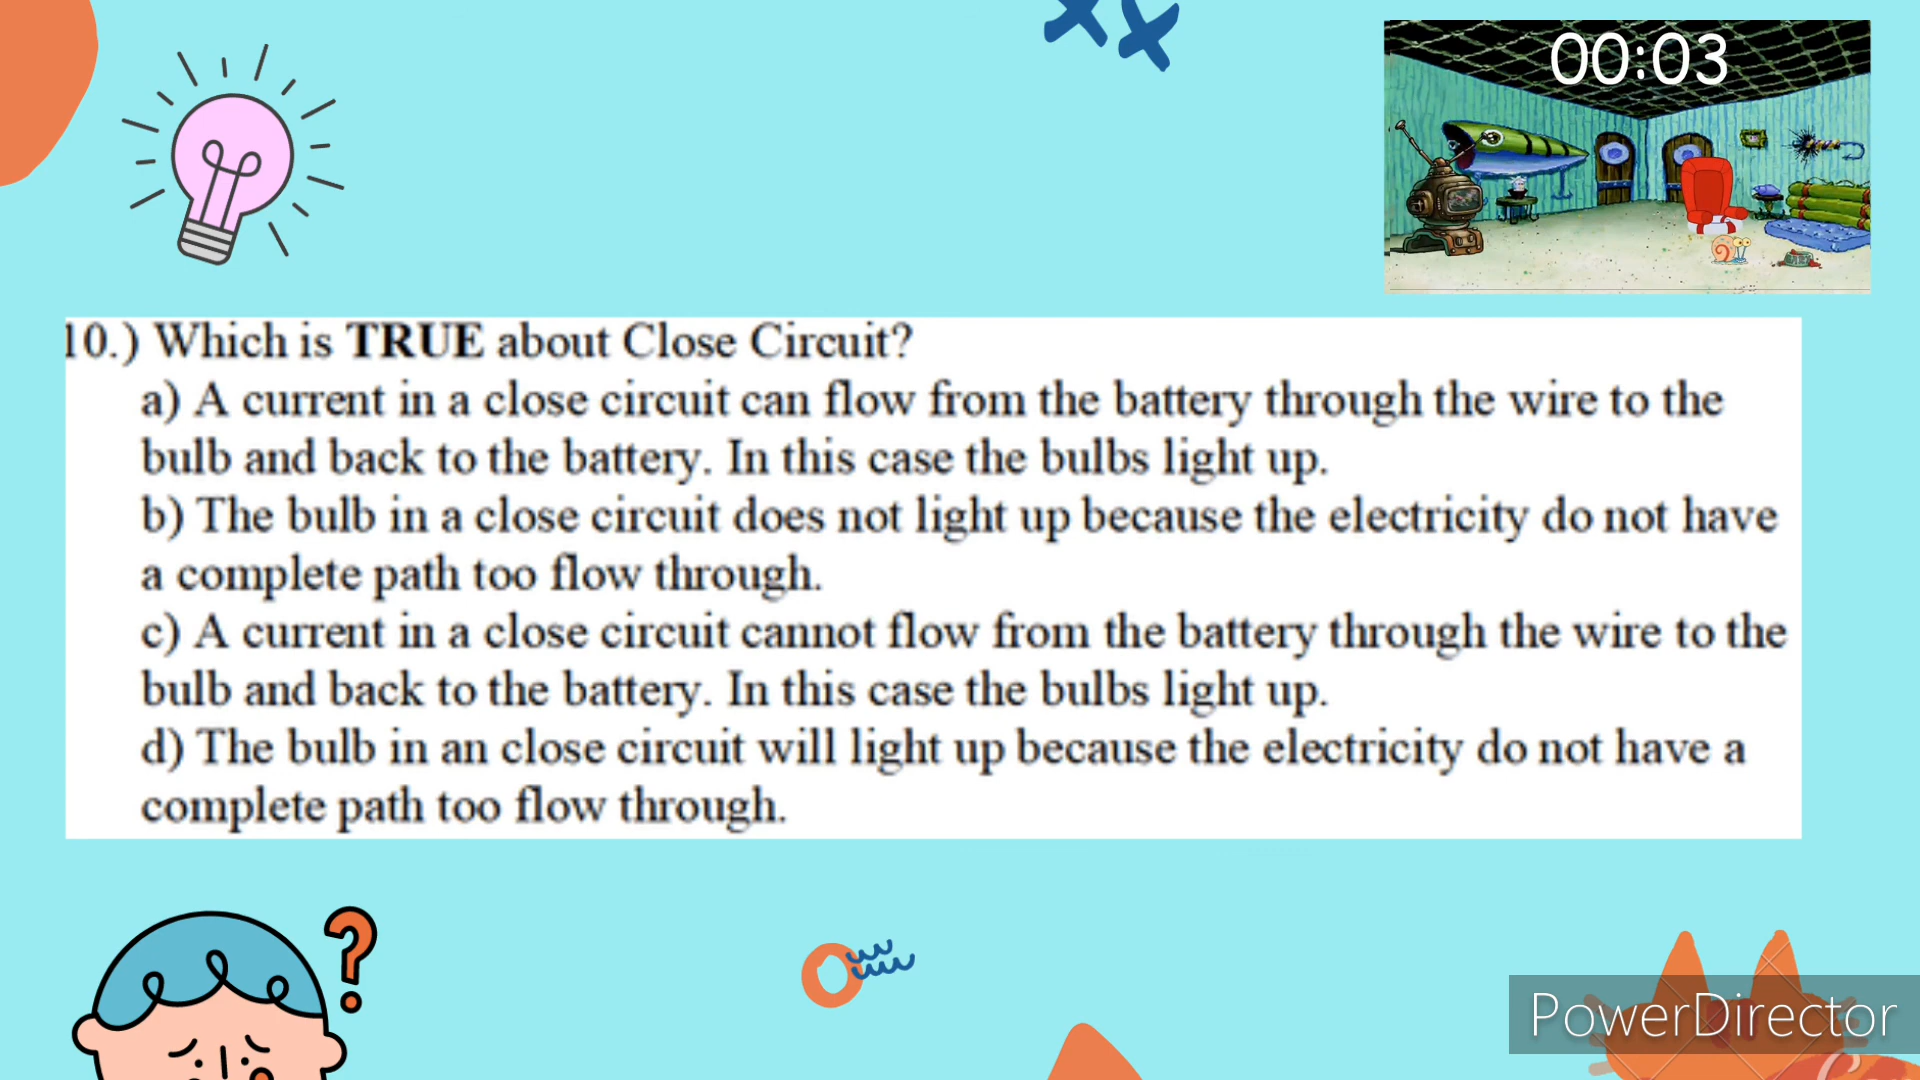 00:03
10.) Which is TRUE about Close Circuit?
a) A current in a close circuit can flow from the battery through the wire to the
bulb and back to the battery. In this case the bulbs light up.
b) The bulb in a close circuit does not light up because the electricity do not have
a complete path too flow through.
c) A current in a close circuit cannot flow from the battery through the wire to the
bulb and back to the battery. In this case the bulbs light up.
d) The bulb in an close circuit will light up because the electricity do not have a
complete path too flow through.
PowerDirector